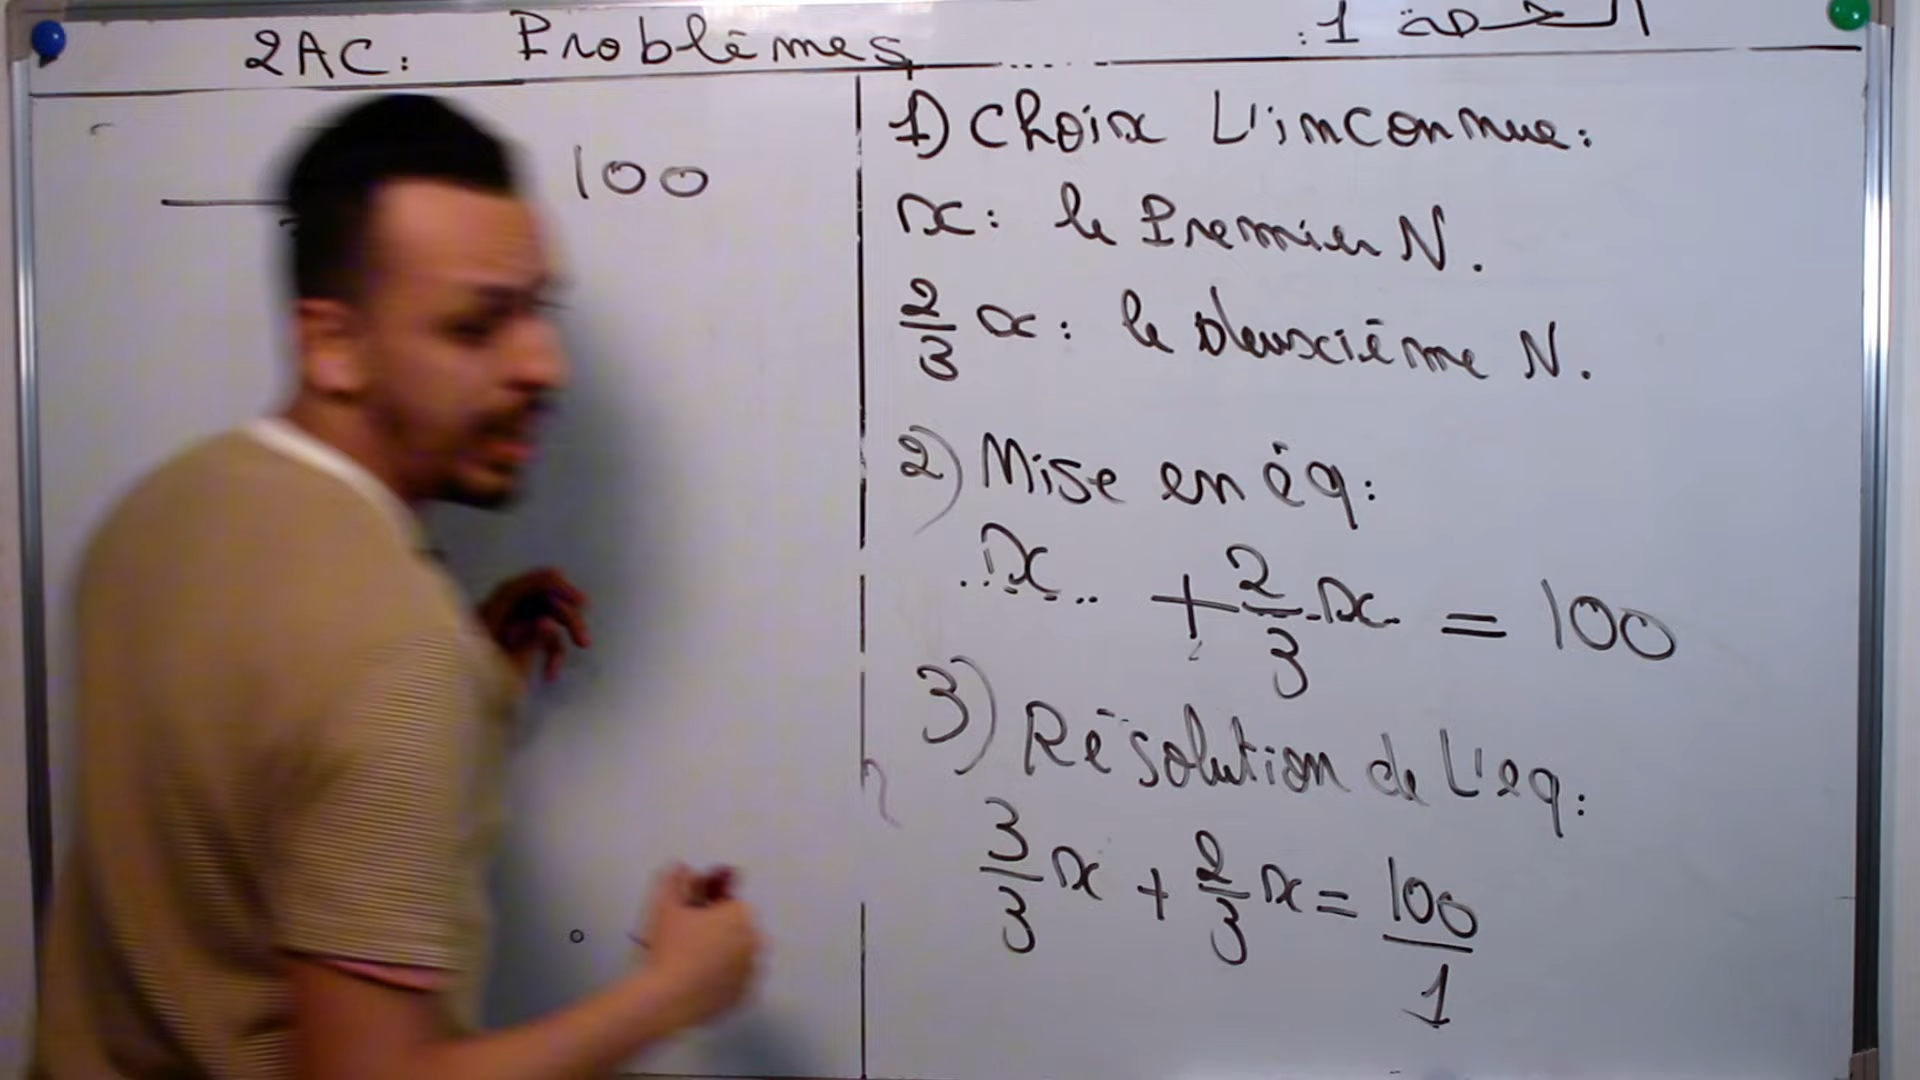 2AC: Problèmes
الحصة 1:
100
1) Choix L'inconnue:
x: le Premier N.
2/3 x: le deuxième N.
2) Mise en éq:
..x.. + 2/3 x = 100
3) Résolution de L'eq:
3/3 x + 2/3 x = 100/1